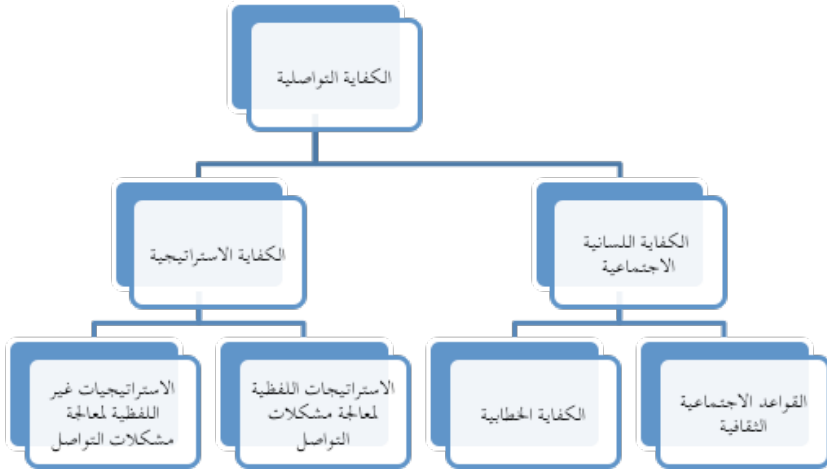 الكفاية التواصلية
الكفاية اللسانية
الاجتماعية
الكفاية الاستراتيجية
القواعد الاجتماعية
الثقافية
الكفاية الخطابية
الاستراتيجات اللفظية
لمعالجة مشكلات
التواصل
الاستراتيجيات غير
اللفظية لمعالجة
مشكلات التواصل